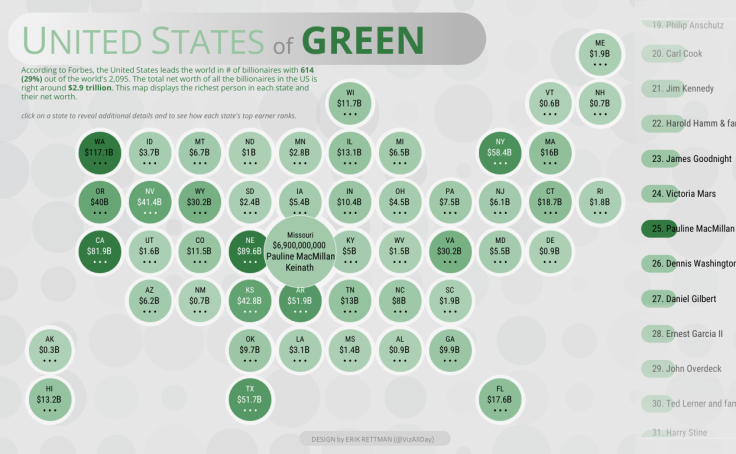 UNITED STATES of GREEN
According to Forbes, the United States leads the world in # of billionaires with 614
(29%) out of the world's 2,095. The total net worth of all the billionaires in the US is
right around $2.9 trillion. This map displays the richest person in each state and
their net worth.
click on a state to reveal additional details and to see how each state's top earner ranks.
ME
$1.9B
WI
$11.7B
VT
$0.6B
NH
$0.7B
WA
$117.1B
ID
$3.7B
MT
$6.7B
ND
$1B
MN
$2.8B
IL
$13.1B
MI
$6.5B
NY
$58.4B
MA
$16B
OR
$40B
NV
$41.4B
WY
$30.2B
SD
$2.4B
IA
$5.4B
IN
$10.4B
OH
$4.5B
PA
$7.5B
NJ
$6.1B
CT
$18.7B
RI
$1.8B
CA
$81.9B
UT
$1.6B
CO
$11.5B
NE
$89.6B
Missouri
$6,900,000,000
Pauline MacMillan
Keinath
KY
$5B
WV
$1.5B
VA
$30.2B
MD
$5.5B
DE
$0.9B
AZ
$6.2B
NM
$0.7B
KS
$42.8B
AR
$51.9B
TN
$13B
NC
$8B
SC
$1.9B
AK
$0.3B
OK
$9.7B
LA
$3.1B
MS
$1.4B
AL
$0.9B
GA
$9.9B
HI
$13.2B
TX
$51.7B
FL
$17.6B
19. Philip Anschutz
20. Carl Cook
21. Jim Kennedy
22. Harold Hamm & fa
23. James Goodnight
24. Victoria Mars
25. Pauline MacMillan
26. Dennis Washington
27. Daniel Gilbert
28. Ernest Garcia II
29. John Overdeck
30. Ted Lerner and fam
31. Harry Stine
DESIGN by ERIK RETTMAN (@VizAllDay)